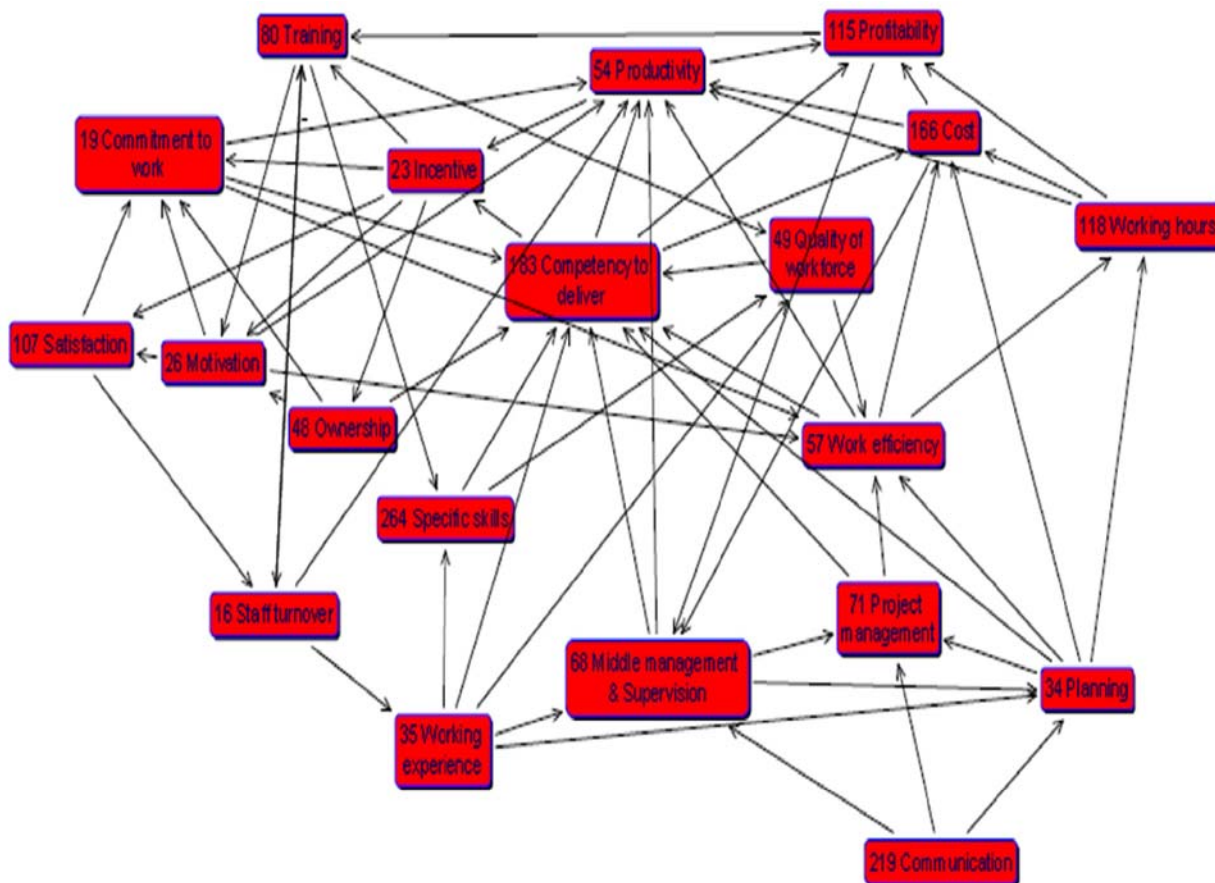 80 Training
115 Profitability
54 Productivity
19 Commitment to
work
166 Cost
23 Incentive
118 Working hours
49 Quality of
workforce
183 Competency to
deliver
107 Satisfaction
26 Motivation
48 Ownership
57 Work efficiency
264 Specific skills
16 Staff turnover
71 Project
management
68 Middle management
& Supervision
34 Planning
35 Working
experience
219 Communication